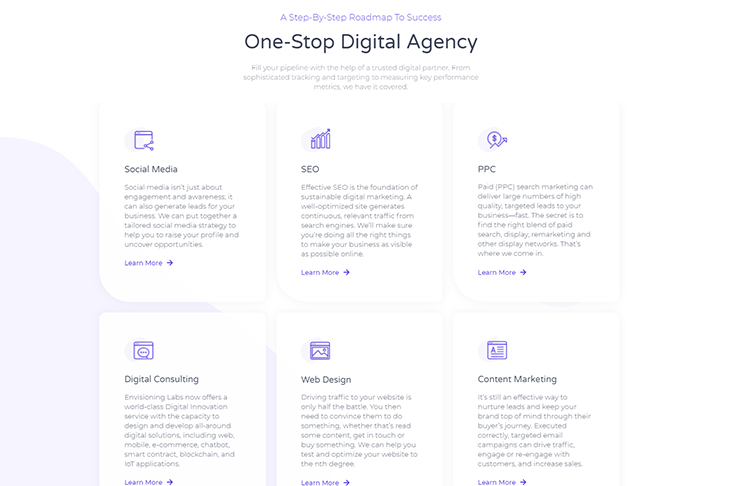 A Step-By-Step Roadmap To Success
One-Stop Digital Agency
Fill your pipeline with the help of a trusted digital partner. From
sophisticated tracking and targeting to measuring key performance
metrics, we have it covered.
Social Media
Social media isn't just about
engagement and awareness, it
can also generate leads for your
business. We can put together a
tailored social media strategy to
help you to raise your profile and
uncover opportunities.
Learn More
SEO
Effective SEO is the foundation of
sustainable digital marketing. A
well-optimized site generates
continuous, relevant traffic from
search engines. We'll make sure
you're doing all the right things
to make your business as visible
as possible online.
Learn More
PPC
Paid (PPC) search marketing can
deliver large numbers of high
quality, targeted leads to your
business—fast. The secret is to
find the right blend of paid
search, display, remarketing and
other display networks. That's
where we come in.
Learn More
Digital Consulting
Envisioning Labs now offers a
world-class Digital Innovation
service with the capacity to
design and develop all-around
digital solutions, including web,
mobile, e-commerce, chatbot,
smart contract, blockchain, and
IoT applications.
Learn More
Web Design
Driving traffic to your website is
only half the battle. You then
need to convince them to do
something, whether that's read
some content, get in touch or
buy something. We can help you
test and optimize your website to
the nth degree.
Learn More
Content Marketing
It's still an effective way to
nurture leads and keep your
brand top of mind through their
buyer's journey. Executed
correctly, targeted email
campaigns can drive traffic,
engage or re-engage with
customers, and increase sales.
Learn More